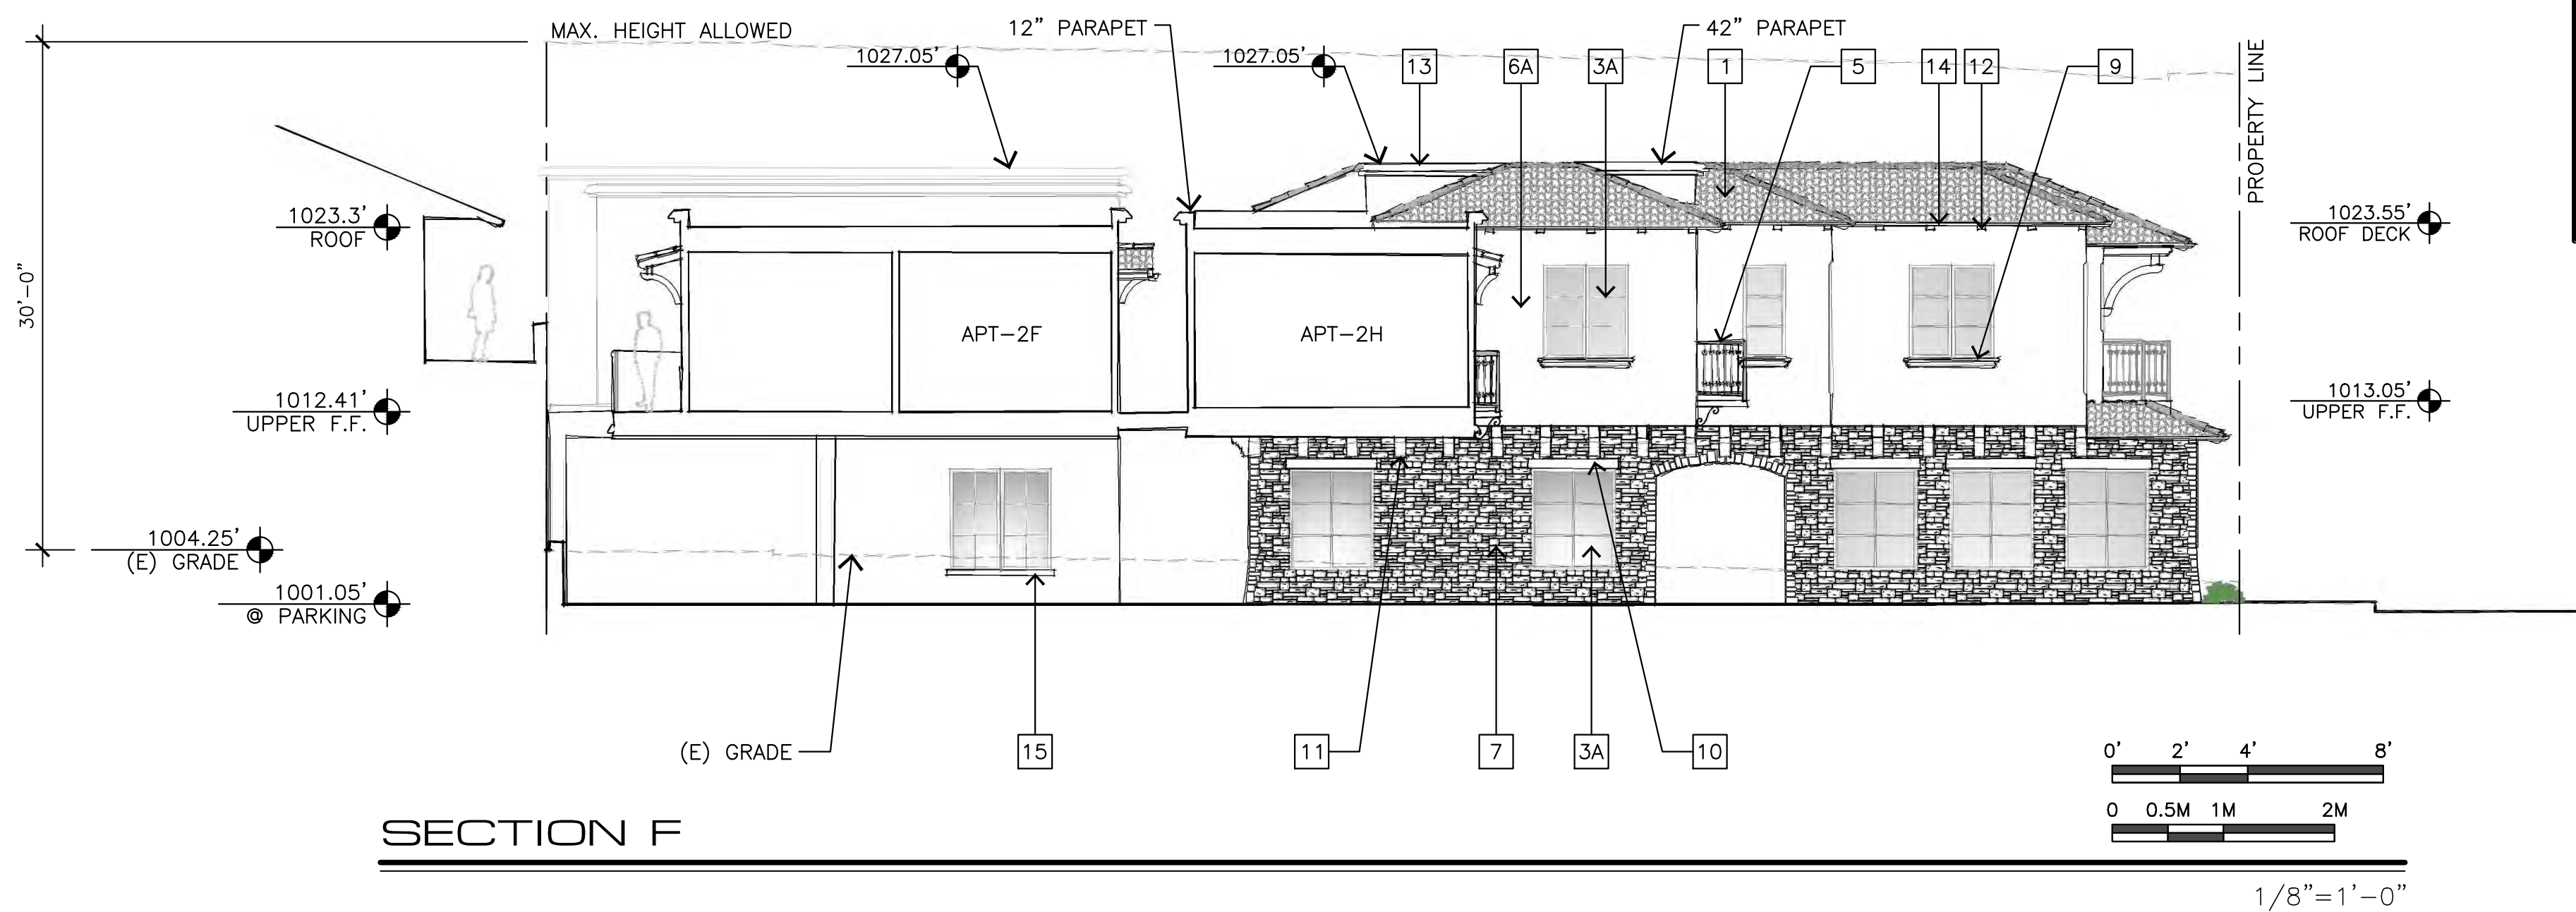 MAX. HEIGHT ALLOWED
12” PARAPET
42” PARAPET
1027.05’
1027.05’
13
6A
3A
1
5
14
12
9
PROPERTY LINE
1023.3’
ROOF
1023.55’
ROOF DECK
30’-0”
APT-2F
APT-2H
1012.41’
UPPER F.F.
1013.05’
UPPER F.F.
1004.25’
(E) GRADE
1001.05’
@ PARKING
(E) GRADE
15
11
7
3A
10
0’ 2’ 4’ 8’
0 0.5M 1M 2M
SECTION F
1/8”=1’-0”